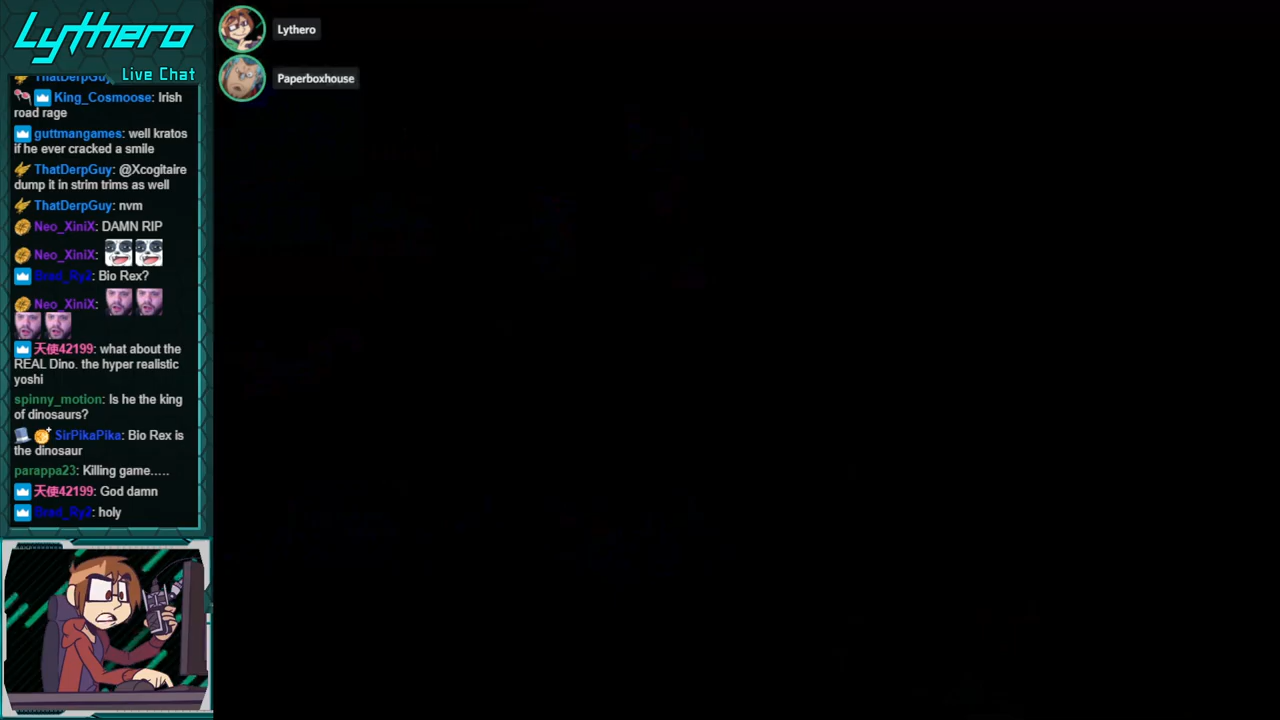 Lythero
Live Chat
Lythero
Paperboxhouse
ThatDerpGuy
King_Cosmoose: Irish
road rage
guttmangames: well kratos
if he ever cracked a smile
ThatDerpGuy: @Xcogitaire
dump it in strim trims as well
ThatDerpGuy: nvm
Neo_XiniX: DAMN RIP
Neo_XiniX:
Brad_Ry2: Bio Rex?
Neo_XiniX:
天使42199: what about the
REAL Dino. the hyper realistic
yoshi
spinny_motion: Is he the king
of dinosaurs?
SirPikaPika: Bio Rex is
the dinosaur
parappa23: Killing game.....
天使42199: God damn
Brad_Ry2: holy